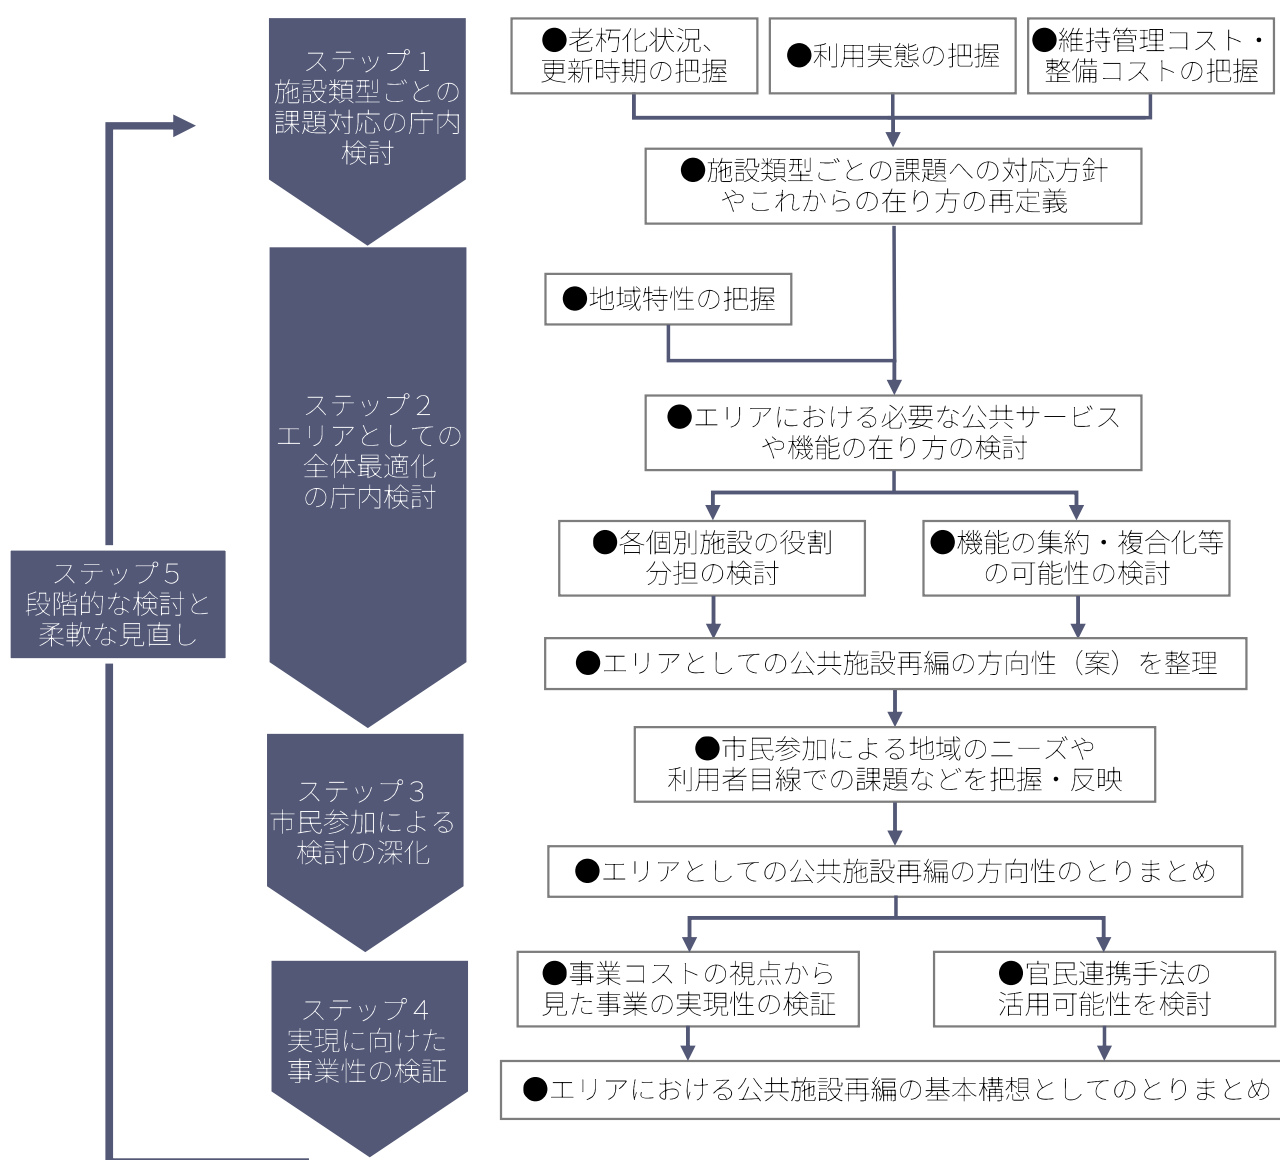 ステップ１
施設類型ごとの
課題対応の庁内
検討
●老朽化状況、
更新時期の把握
●利用実態の把握
●維持管理コスト・
整備コストの把握
●施設類型ごとの課題への対応方針
やこれからの在り方の再定義
ステップ２
エリアとしての
全体最適化
の庁内検討
●地域特性の把握
●エリアにおける必要な公共サービス
や機能の在り方の検討
●各個別施設の役割
分担の検討
●機能の集約・複合化等
の可能性の検討
●エリアとしての公共施設再編の方向性（案）を整理
ステップ３
市民参加による
検討の深化
●市民参加による地域のニーズや
利用者目線での課題などを把握・反映
●エリアとしての公共施設再編の方向性のとりまとめ
ステップ４
実現に向けた
事業性の検証
●事業コストの視点から
見た事業の実現性の検証
●官民連携手法の
活用可能性を検討
●エリアにおける公共施設再編の基本構想としてのとりまとめ
ステップ５
段階的な検討と
柔軟な見直し